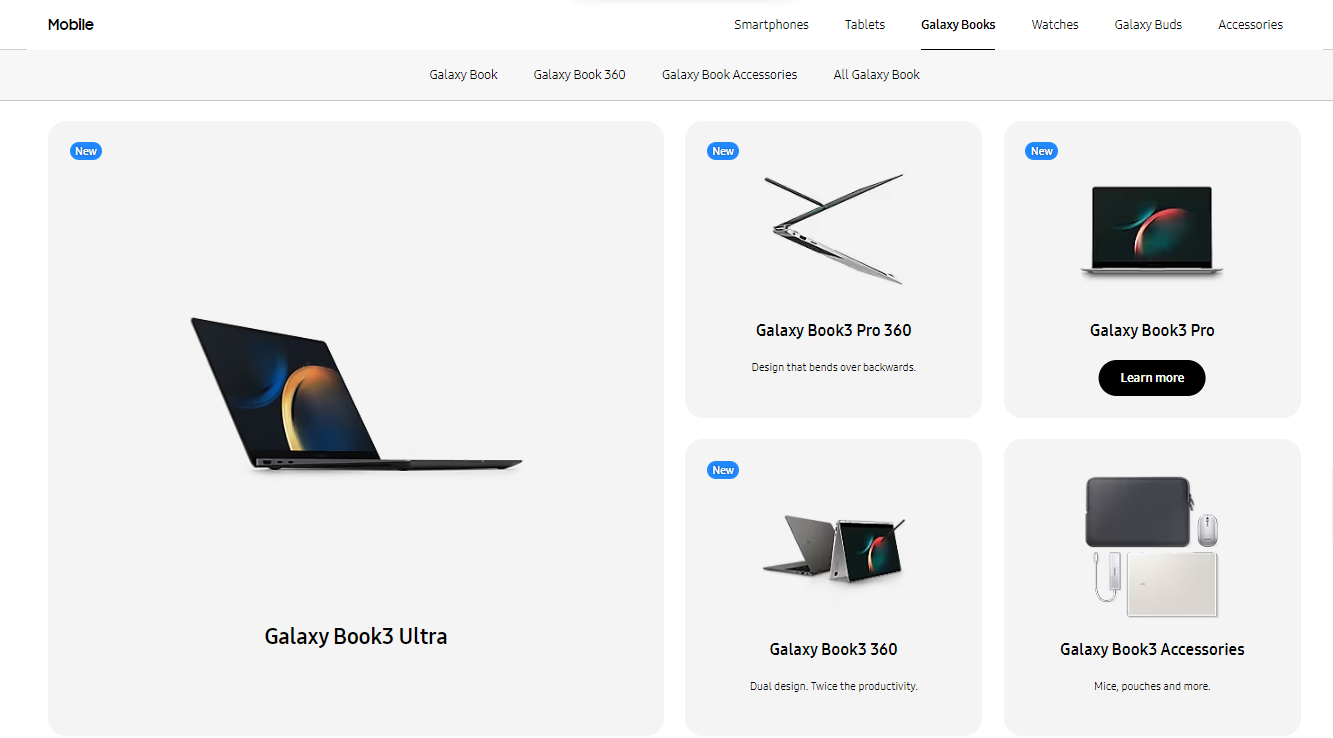 Mobile
Smartphones
Tablets
Galaxy Books
Watches
Galaxy Buds
Accessories
Galaxy Book
Galaxy Book 360
Galaxy Book Accessories
All Galaxy Book
New
Galaxy Book3 Ultra
New
Galaxy Book3 Pro 360
Design that bends over backwards.
New
Galaxy Book3 Pro
Learn more
New
Galaxy Book3 360
Dual design. Twice the productivity.
Galaxy Book3 Accessories
Mice, pouches and more.